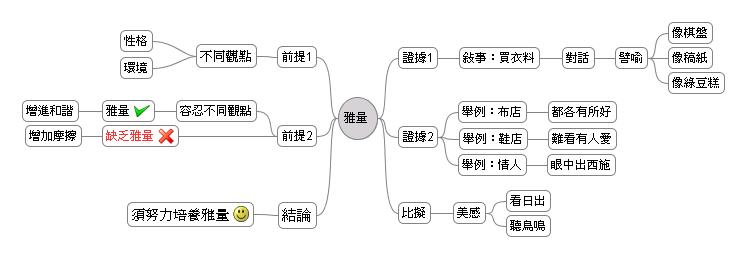 雅量
前提1
不同觀點
性格
環境
前提2
容忍不同觀點
雅量
增進和諧
缺乏雅量
增加摩擦
結論
須努力培養雅量
證據1
敘事：買衣料
對話
譬喻
像棋盤
像稿紙
像綠豆糕
證據2
舉例：布店
都各有所好
舉例：鞋店
難看有人愛
舉例：情人
眼中出西施
比擬
美感
看日出
聽鳥鳴